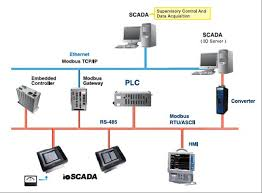 SCADA
Supervisory Control And
Data Acquisition
SCADA
(IO Server)
Ethernet
Modbus TCP/IP
Embedded
Controller
Modbus
Gateway
PLC
Converter
RS-485
Modbus
RTU/ASCII
HMI
ioSCADA